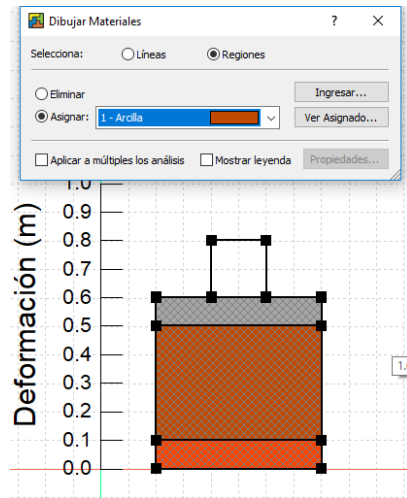 Dibujar Materiales ? ×
Selecciona: Líneas Regiones
Eliminar Ingresar...
Asignar: 1 - Arcilla Ver Asignado...
Aplicar a múltiples los análisis Mostrar leyenda Propiedades...
Deformación (m)
1.0
0.9
0.8
0.7
0.6
0.5
0.4
0.3
0.2
0.1
0.0